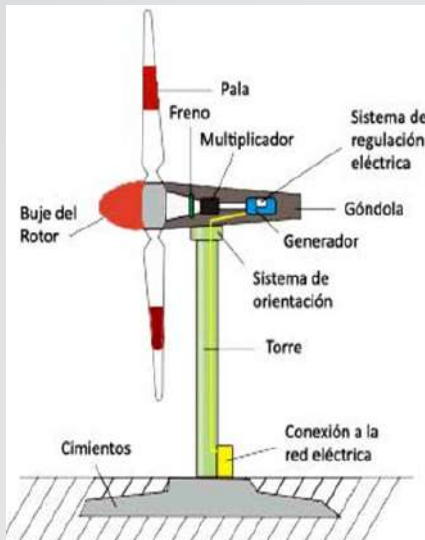 Pala
Freno
Sistema de
regulación
eléctrica
Multiplicador
Buje del
Rotor
Góndola
Generador
Sistema de
orientación
Torre
Conexión a la
red eléctrica
Cimientos